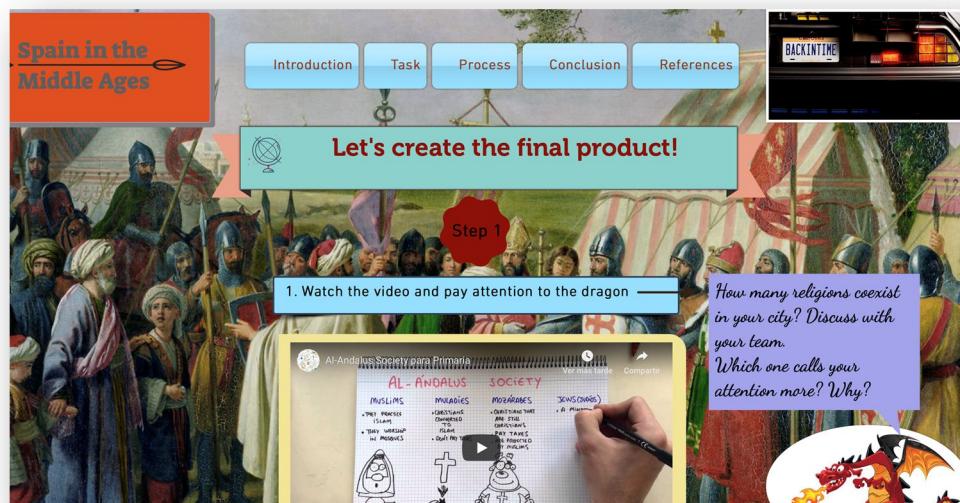 Spain in the
Middle Ages
Introduction
Task
Process
Conclusion
References
BACKINTIME
Let's create the final product!
Step 1
1. Watch the video and pay attention to the dragon
Al-Andalus Society para Primaria
Ver más tarde
Compartir
AL-ÁNDALUS SOCIETY
MUSLIMS
• THEY PRACTICE
ISLAM
• THEY WORSHIP
IN MOSQUES
MULADÍES
• CHRISTIANS
CONVERTED
TO
ISLAM
• DON'T PAY
MOZÁRABES
• CHRISTIANS THAT
ARE STILL
CHRISTIANS
PAY TAXES
ARE PROTECTED
BY MUSLIMS
JEWS (JUDÍOS)
• A
How many religions coexist
in your city? Discuss with
your team.
Which one calls your
attention more? Why?